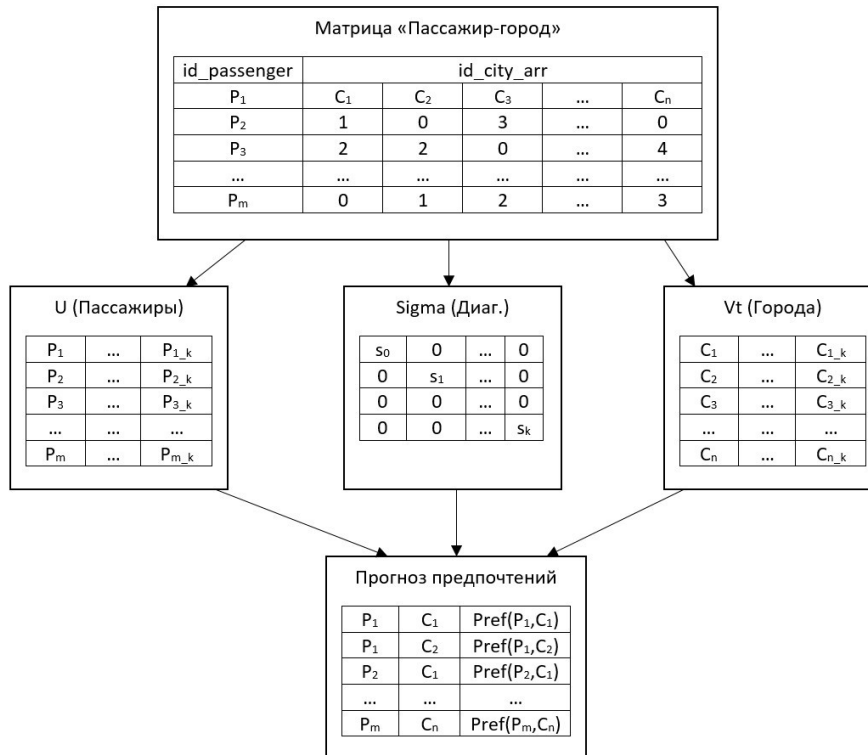 Матрица «Пассажир-город»
id_passenger id_city_arr
P₁ C₁ C₂ C₃ ... Cₙ
P₂ 1 0 3 ... 0
P₃ 2 2 0 ... 4
... ... ... ... ... ...
Pₘ 0 1 2 ... 3
U (Пассажиры)
P₁ ... P₁_ₖ
P₂ ... P₂_ₖ
P₃ ... P₃_ₖ
... ... ...
Pₘ ... Pₘ_ₖ
Sigma (Диаг.)
s₀ 0 ... 0
0 s₁ ... 0
0 0 ... 0
0 0 ... sₖ
Vt (Города)
C₁ ... C₁_ₖ
C₂ ... C₂_ₖ
C₃ ... C₃_ₖ
... ... ...
Cₙ ... Cₙ_ₖ
Прогноз предпочтений
P₁ C₁ Pref(P₁,C₁)
P₁ C₂ Pref(P₁,C₂)
P₂ C₁ Pref(P₂,C₁)
... ... ...
Pₘ Cₙ Pref(Pₘ,Cₙ)